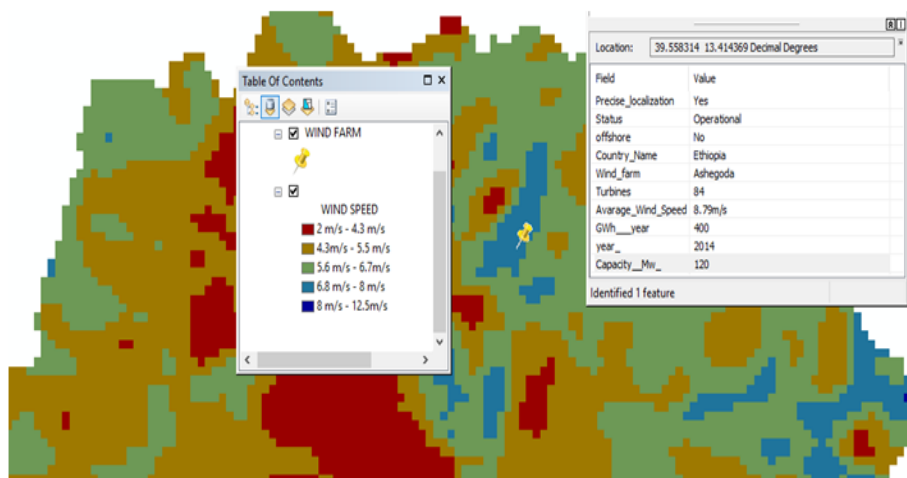 Table Of Contents
WIND FARM
WIND SPEED
2 m/s - 4.3 m/s
4.3m/s - 5.5 m/s
5.6 m/s - 6.7m/s
6.8 m/s - 8 m/s
8 m/s - 12.5m/s
Location: 39.558314 13.414369 Decimal Degrees
Field Value
Precise_localization Yes
Status Operational
offshore No
Country_Name Ethiopia
Wind_farm Ashegoda
Turbines 84
Avarage_Wind_Speed 8.79m/s
GWh___year 400
year_ 2014
Capacity__Mw_ 120
Identified 1 feature